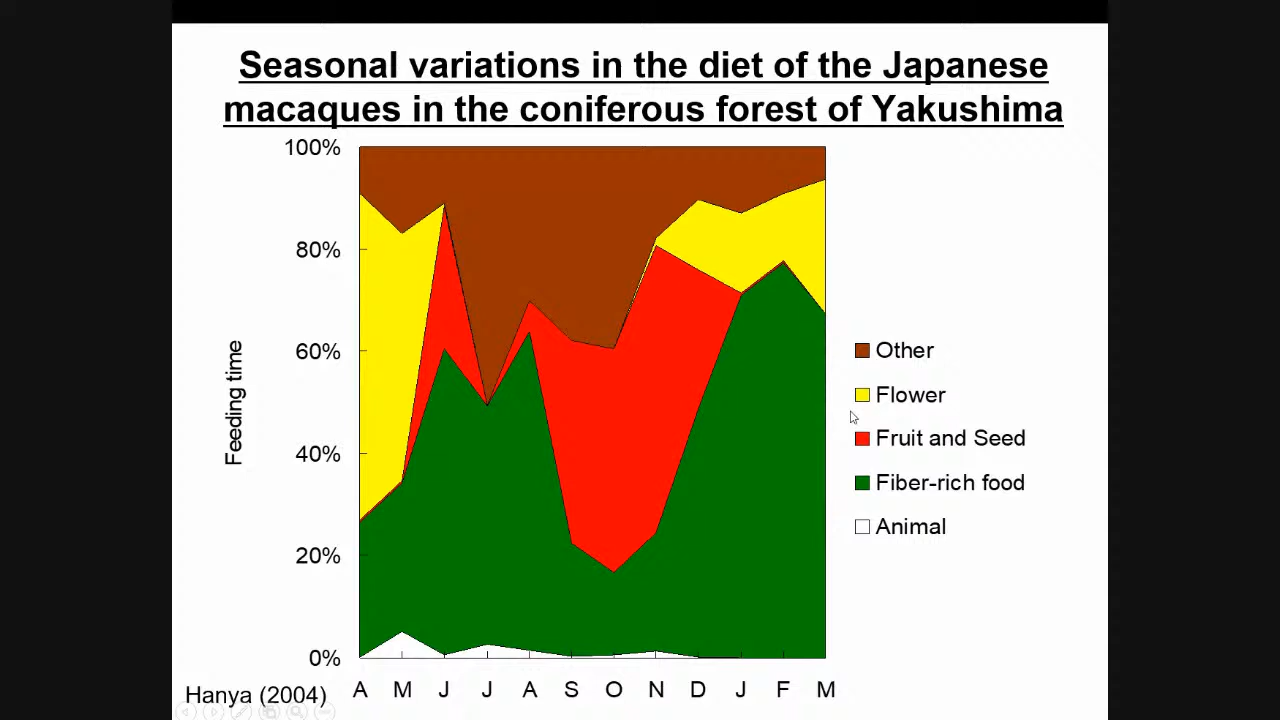 Seasonal variations in the diet of the Japanese
macaques in the coniferous forest of Yakushima
100%
80%
60%
40%
20%
0%
Feeding time
A M J J A S O N D J F M
Other
Flower
Fruit and Seed
Fiber-rich food
Animal
Hanya (2004)